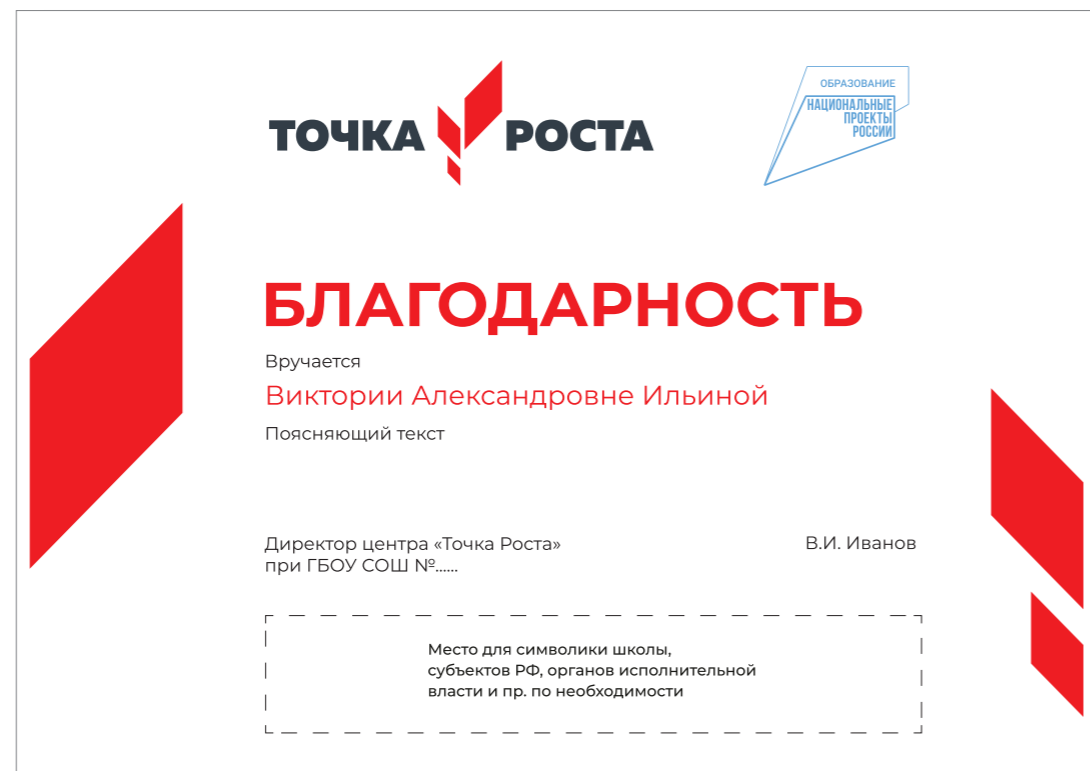 ТОЧКА РОСТА
ОБРАЗОВАНИЕ
НАЦИОНАЛЬНЫЕ
ПРОЕКТЫ
РОССИИ
БЛАГОДАРНОСТЬ
Вручается
Виктории Александровне Ильиной
Поясняющий текст
Директор центра «Точка Роста»
при ГБОУ СОШ №......
В.И. Иванов
Место для символики школы,
субъектов РФ, органов исполнительной
власти и пр. по необходимости